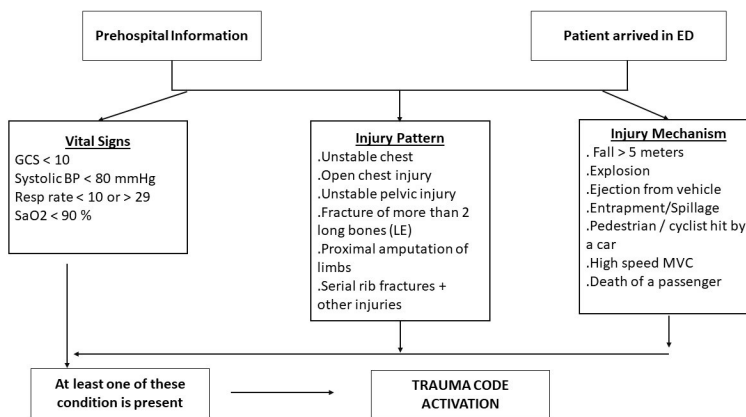 Prehospital Information
Patient arrived in ED
Vital Signs
GCS < 10
Systolic BP < 80 mmHg
Resp rate < 10 or > 29
SaO2 < 90 %
Injury Pattern
.Unstable chest
.Open chest injury
.Unstable pelvic injury
.Fracture of more than 2
long bones (LE)
.Proximal amputation of
limbs
.Serial rib fractures +
other injuries
Injury Mechanism
. Fall > 5 meters
.Explosion
.Ejection from vehicle
.Entrapment/Spillage
.Pedestrian / cyclist hit by
a car
.High speed MVC
.Death of a passenger
At least one of these
condition is present
TRAUMA CODE
ACTIVATION